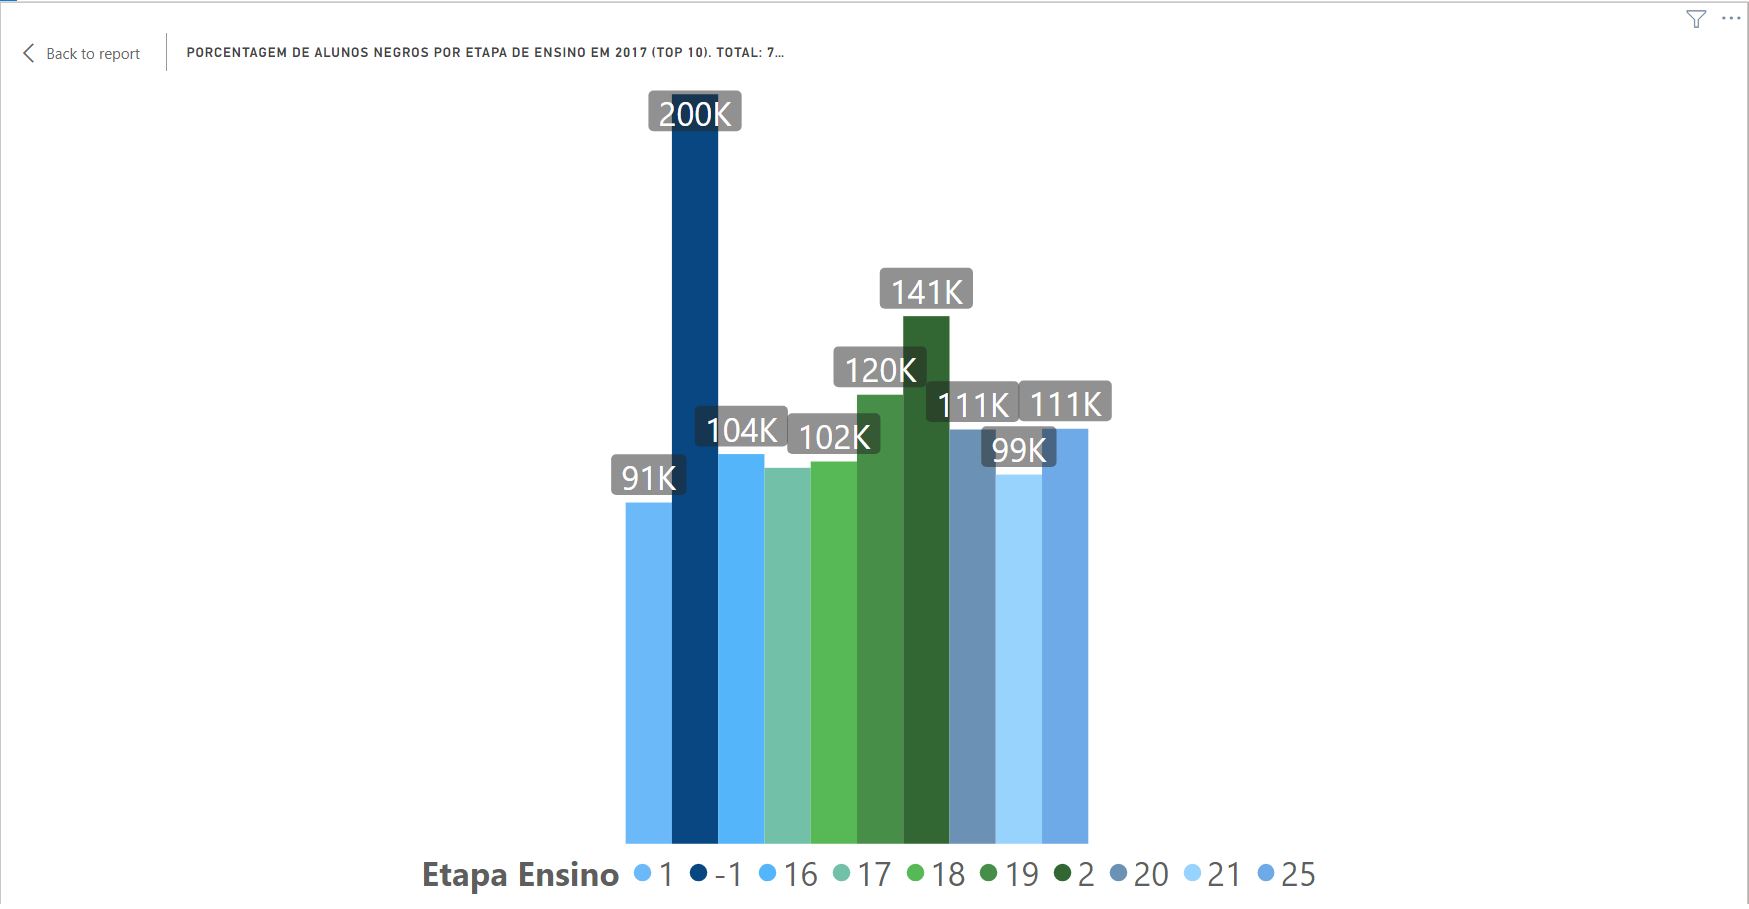 Back to report
PORCENTAGEM DE ALUNOS NEGROS POR ETAPA DE ENSINO EM 2017 (TOP 10). TOTAL: 7...
200K
141K
120K
111K
111K
104K
102K
99K
91K
Etapa Ensino 1 -1 16 17 18 19 2 20 21 25